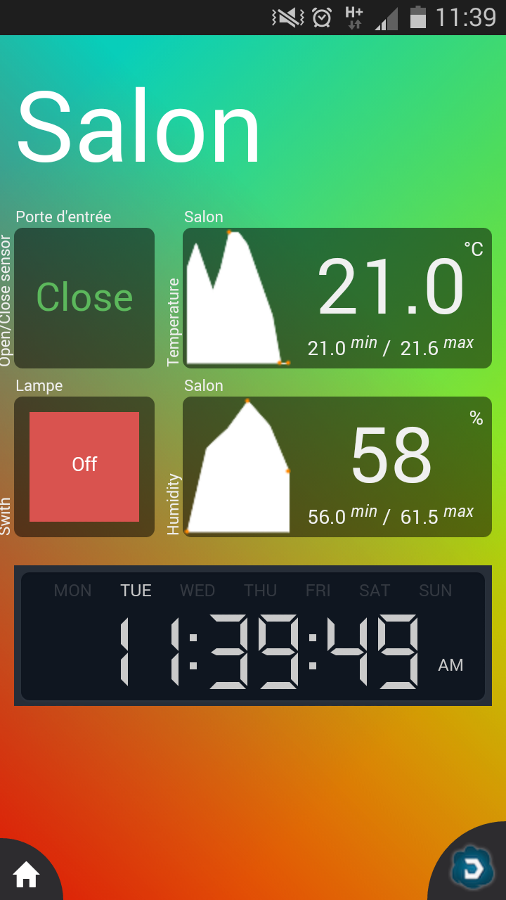 H+ 11:39
Salon
Porte d'entrée
Open/Close sensor
Close
Salon
Temperature
°C
21.0
21.0 min / 21.6 max
Lampe
Swith
Off
Salon
Humidity
%
58
56.0 min / 61.5 max
MON TUE WED THU FRI SAT SUN
11:39:49 AM